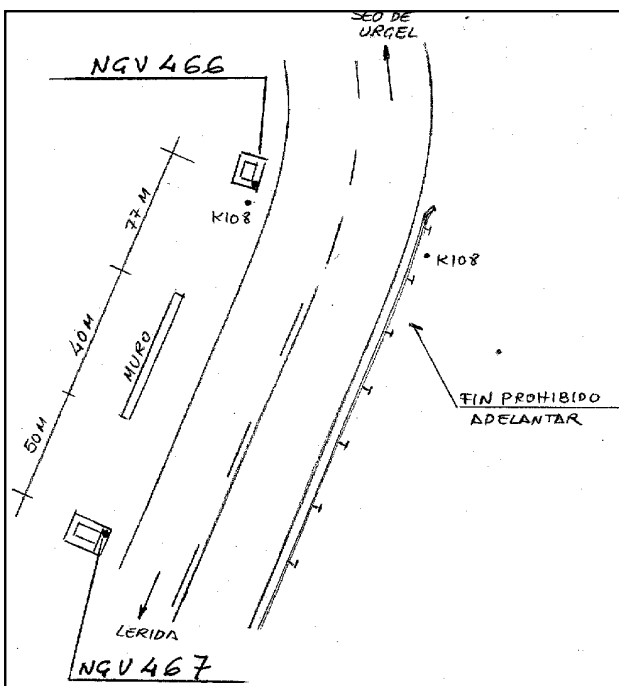 SEO DE
URGEL
NGV 466
77 M
K108
K108
40M
MURO
FIN PROHIBIDO
ADELANTAR
50M
LERIDA
NGV 467